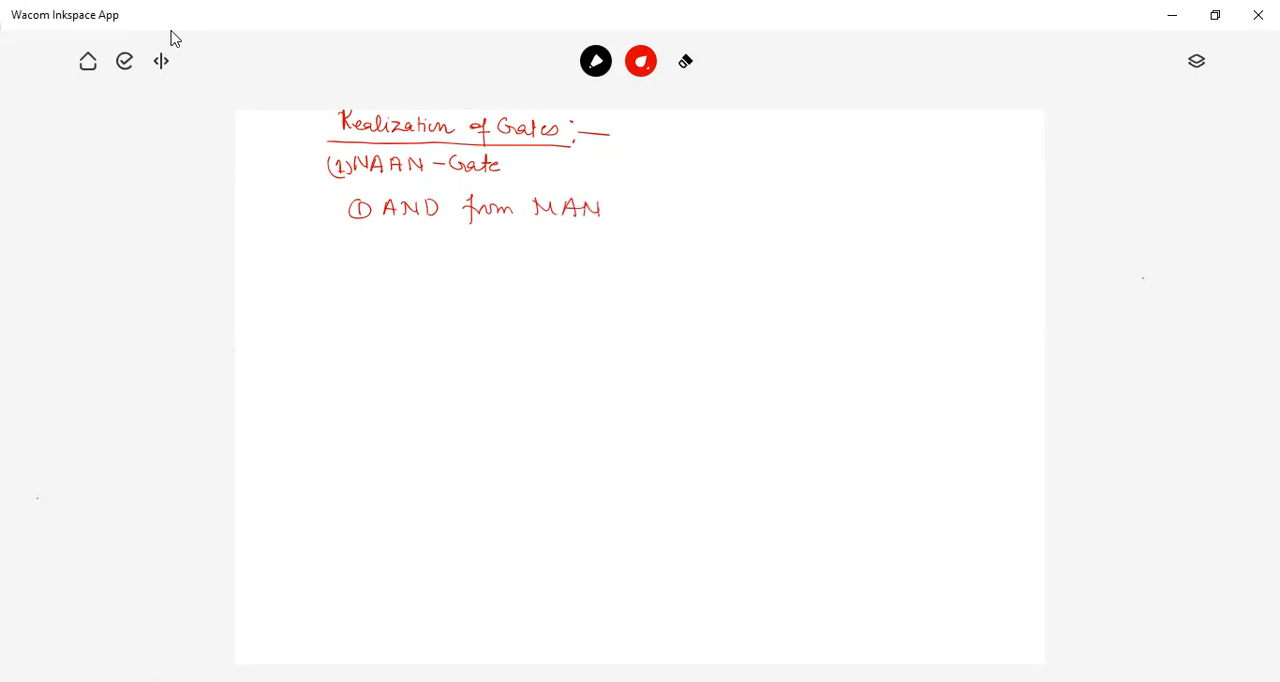 Wacom Inkspace App
Realization of Gates :—
(1) NAAN - Gate
① AND from MAN